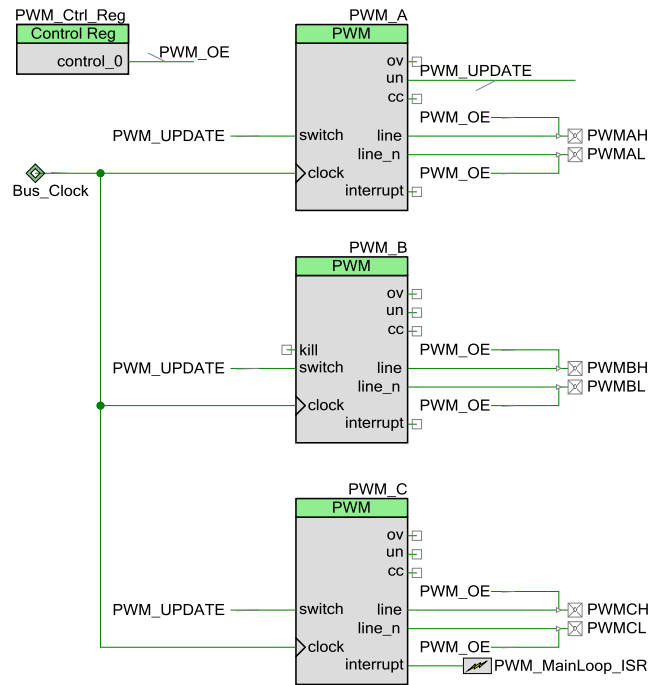 PWM_Ctrl_Reg
Control Reg
control_0
PWM_OE
PWM_A
PWM
ov
un
PWM_UPDATE
cc
PWM_OE
PWM_UPDATE
switch
line
PWMAH
line_n
PWMAL
Bus_Clock
clock
PWM_OE
interrupt
PWM_B
PWM
ov
un
cc
kill
PWM_OE
PWM_UPDATE
switch
line
PWMBH
line_n
PWMBL
clock
PWM_OE
interrupt
PWM_C
PWM
ov
un
cc
PWM_OE
PWM_UPDATE
switch
line
PWMCH
line_n
PWMCL
clock
PWM_OE
interrupt
PWM_MainLoop_ISR